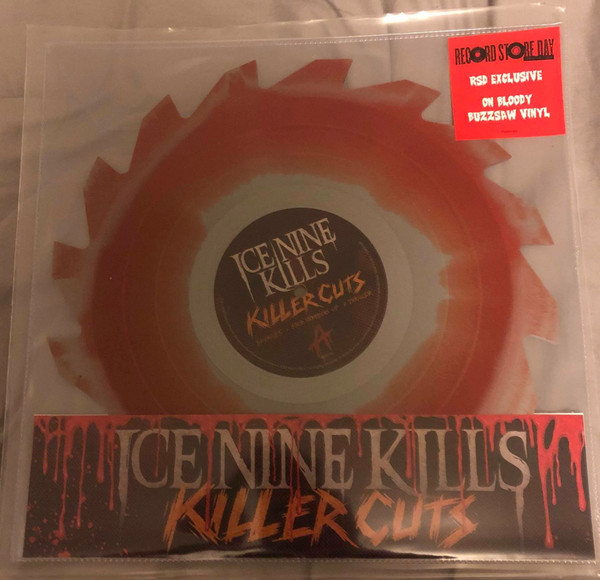 RECORD STORE DAY
RSD EXCLUSIVE
ON BLOODY
BUZZSAW VINYL
ICE NINE
KILLS
KILLER CUTS
A
ICE NINE KILLS
KILLER CUTS